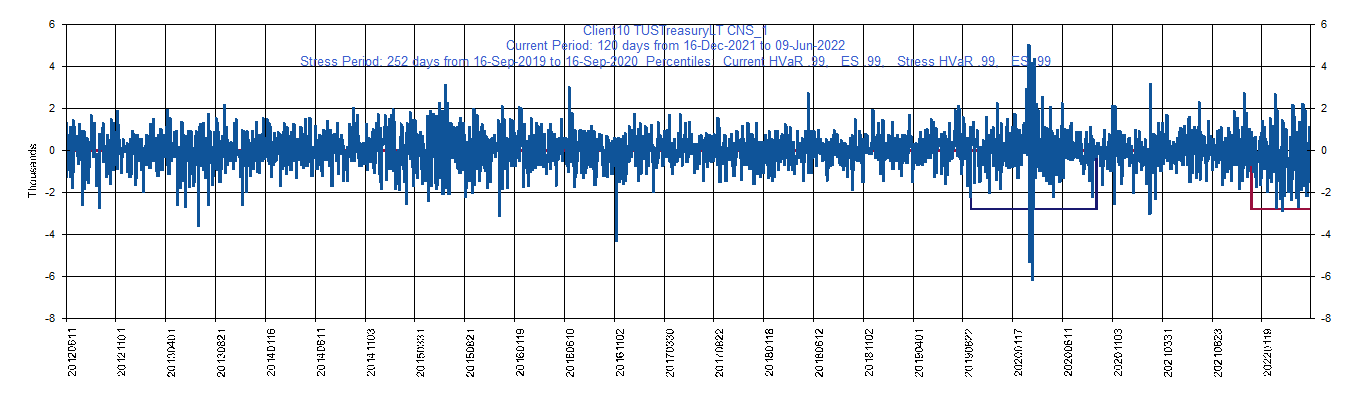 Client10 TUSTreasuryLT CNS_1
Current Period: 120 days from 16-Dec-2021 to 09-Jun-2022
Stress Period: 252 days from 16-Sep-2019 to 16-Sep-2020 Percentiles: Current HVaR .99, ES .99, Stress HVaR .99, ES .99
6 6
4 4
2 2
0 0
-2 -2
-4 -4
-6 -6
-8 -8
Thousands
20120611 20121101 20130401 20130821 20140116 20140611 20141103 20150331 20150821 20160119 20160610 20161102 20170330 20170822 20180118 20180612 20181102 20190401 20190822 20200117 20200611 20201103 20210331 20210823 20220119